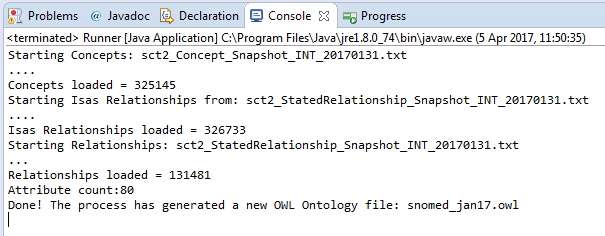 Problems @ Javadoc Declaration Console Progress
<terminated> Runner [Java Application] C:\Program Files\Java\jre1.8.0_74\bin\javaw.exe (5 Apr 2017, 11:50:35)
Starting Concepts: sct2_Concept_Snapshot_INT_20170131.txt
....
Concepts loaded = 325145
Starting Isas Relationships from: sct2_StatedRelationship_Snapshot_INT_20170131.txt
....
Isas Relationships loaded = 326733
Starting Relationships: sct2_StatedRelationship_Snapshot_INT_20170131.txt
...
Relationships loaded = 131481
Attribute count:80
Done! The process has generated a new OWL Ontology file: snomed_jan17.owl